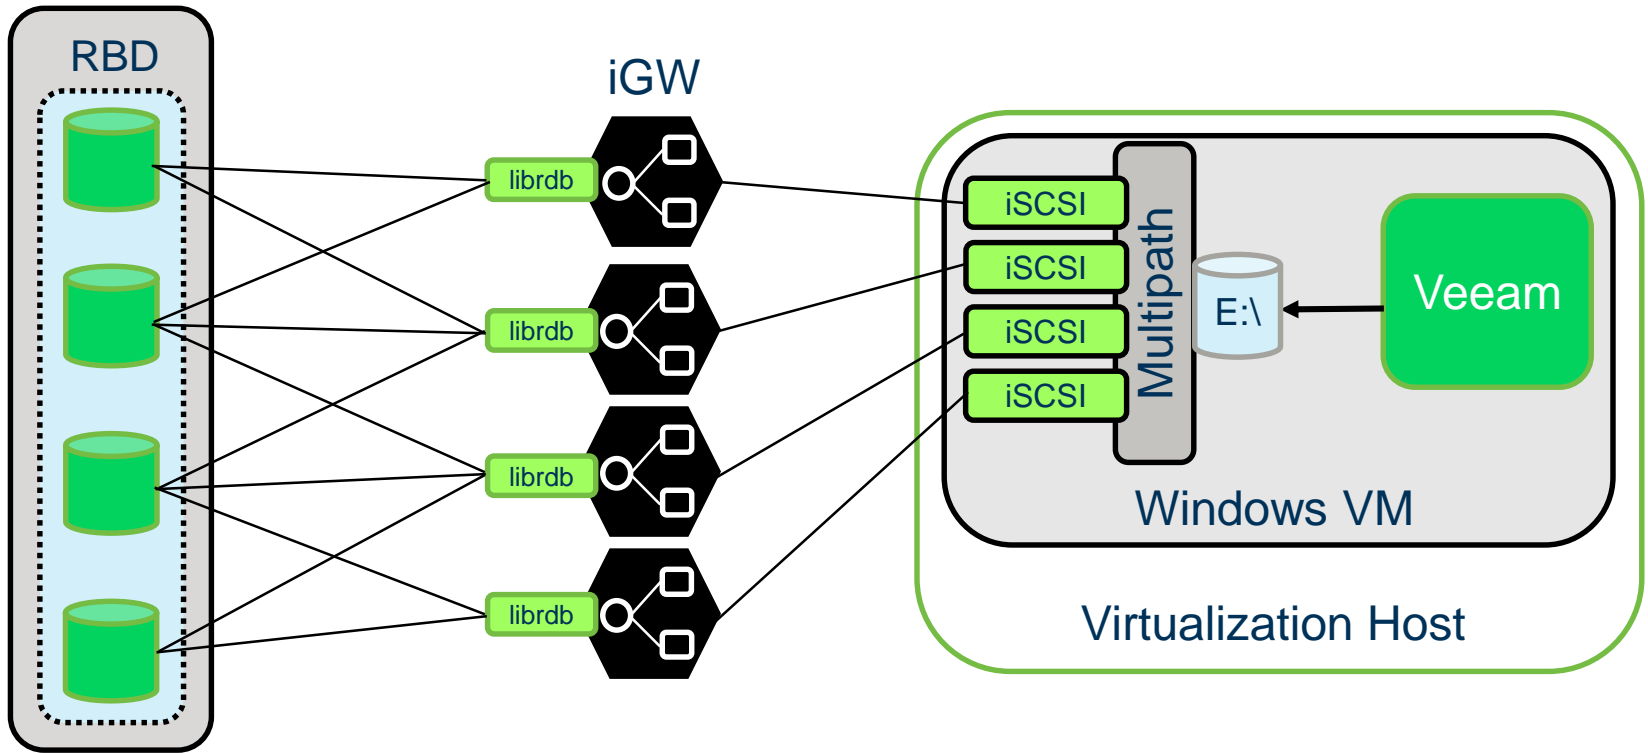 RBD
iGW
librdb
librdb
librdb
librdb
iSCSI
iSCSI
iSCSI
iSCSI
Multipath
E:\
Veeam
Windows VM
Virtualization Host